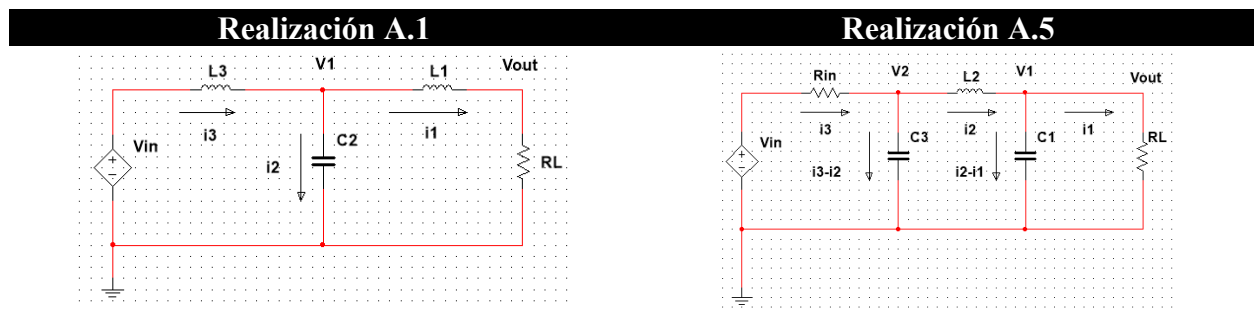 Realización A.1
L3
V1
L1
Vout
i3
i1
Vin
i2
C2
RL
Realización A.5
Rin
V2
L2
V1
Vout
i3
i2
i1
Vin
C3
C1
RL
i3-i2
i2-i1